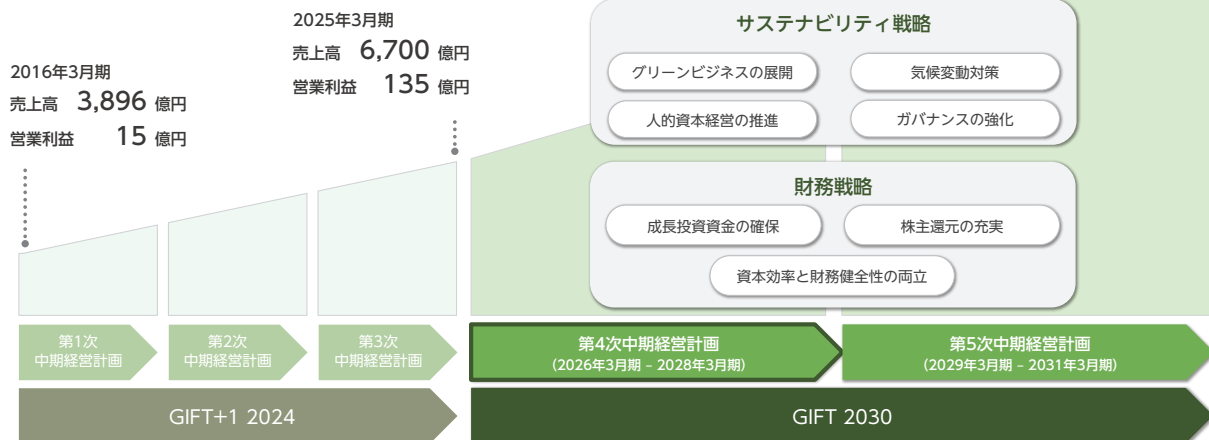 2016年3月期
売上高 3,896 億円
営業利益 15 億円
2025年3月期
売上高 6,700 億円
営業利益 135 億円
サステナビリティ戦略
グリーンビジネスの展開
気候変動対策
人的資本経営の推進
ガバナンスの強化
財務戦略
成長投資資金の確保
株主還元の充実
資本効率と財務健全性の両立
第1次
中期経営計画
第2次
中期経営計画
第3次
中期経営計画
第4次中期経営計画
(2026年3月期 – 2028年3月期)
第5次中期経営計画
(2029年3月期 – 2031年3月期)
GIFT+1 2024
GIFT 2030